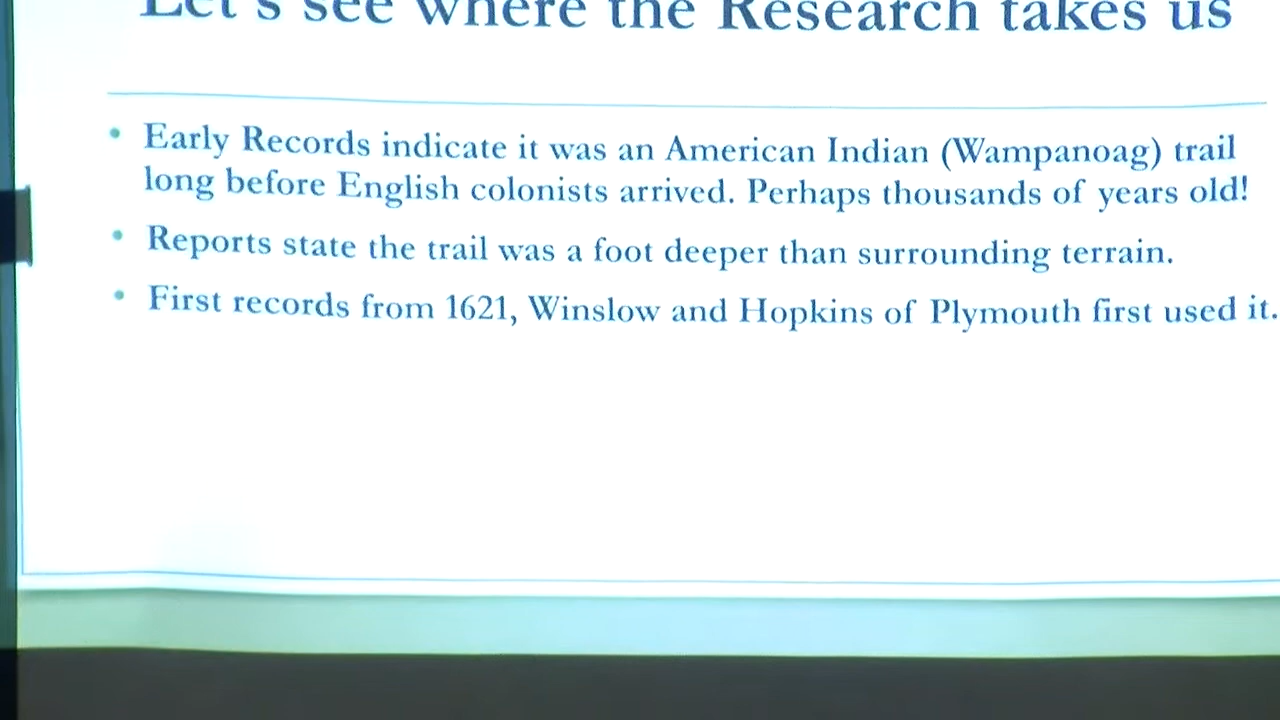 Let's see where the Research takes us
• Early Records indicate it was an American Indian (Wampanoag) trail
long before English colonists arrived. Perhaps thousands of years old!
• Reports state the trail was a foot deeper than surrounding terrain.
• First records from 1621, Winslow and Hopkins of Plymouth first used it.